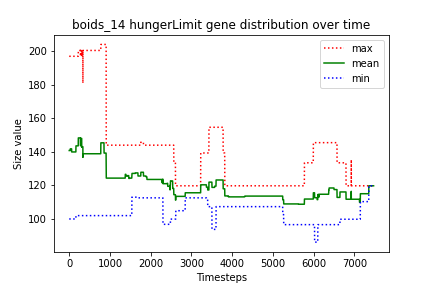 boids_14 hungerLimit gene distribution over time
max
mean
min
200
180
160
140
120
100
Size value
0 1000 2000 3000 4000 5000 6000 7000
Timesteps